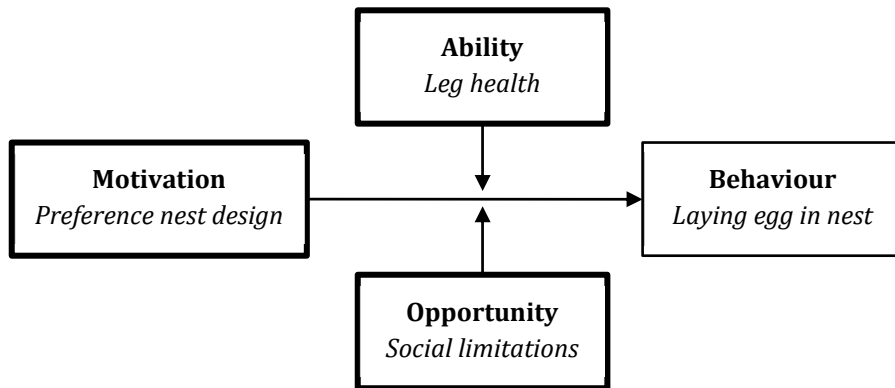 Ability
Leg health
Motivation
Preference nest design
Behaviour
Laying egg in nest
Opportunity
Social limitations